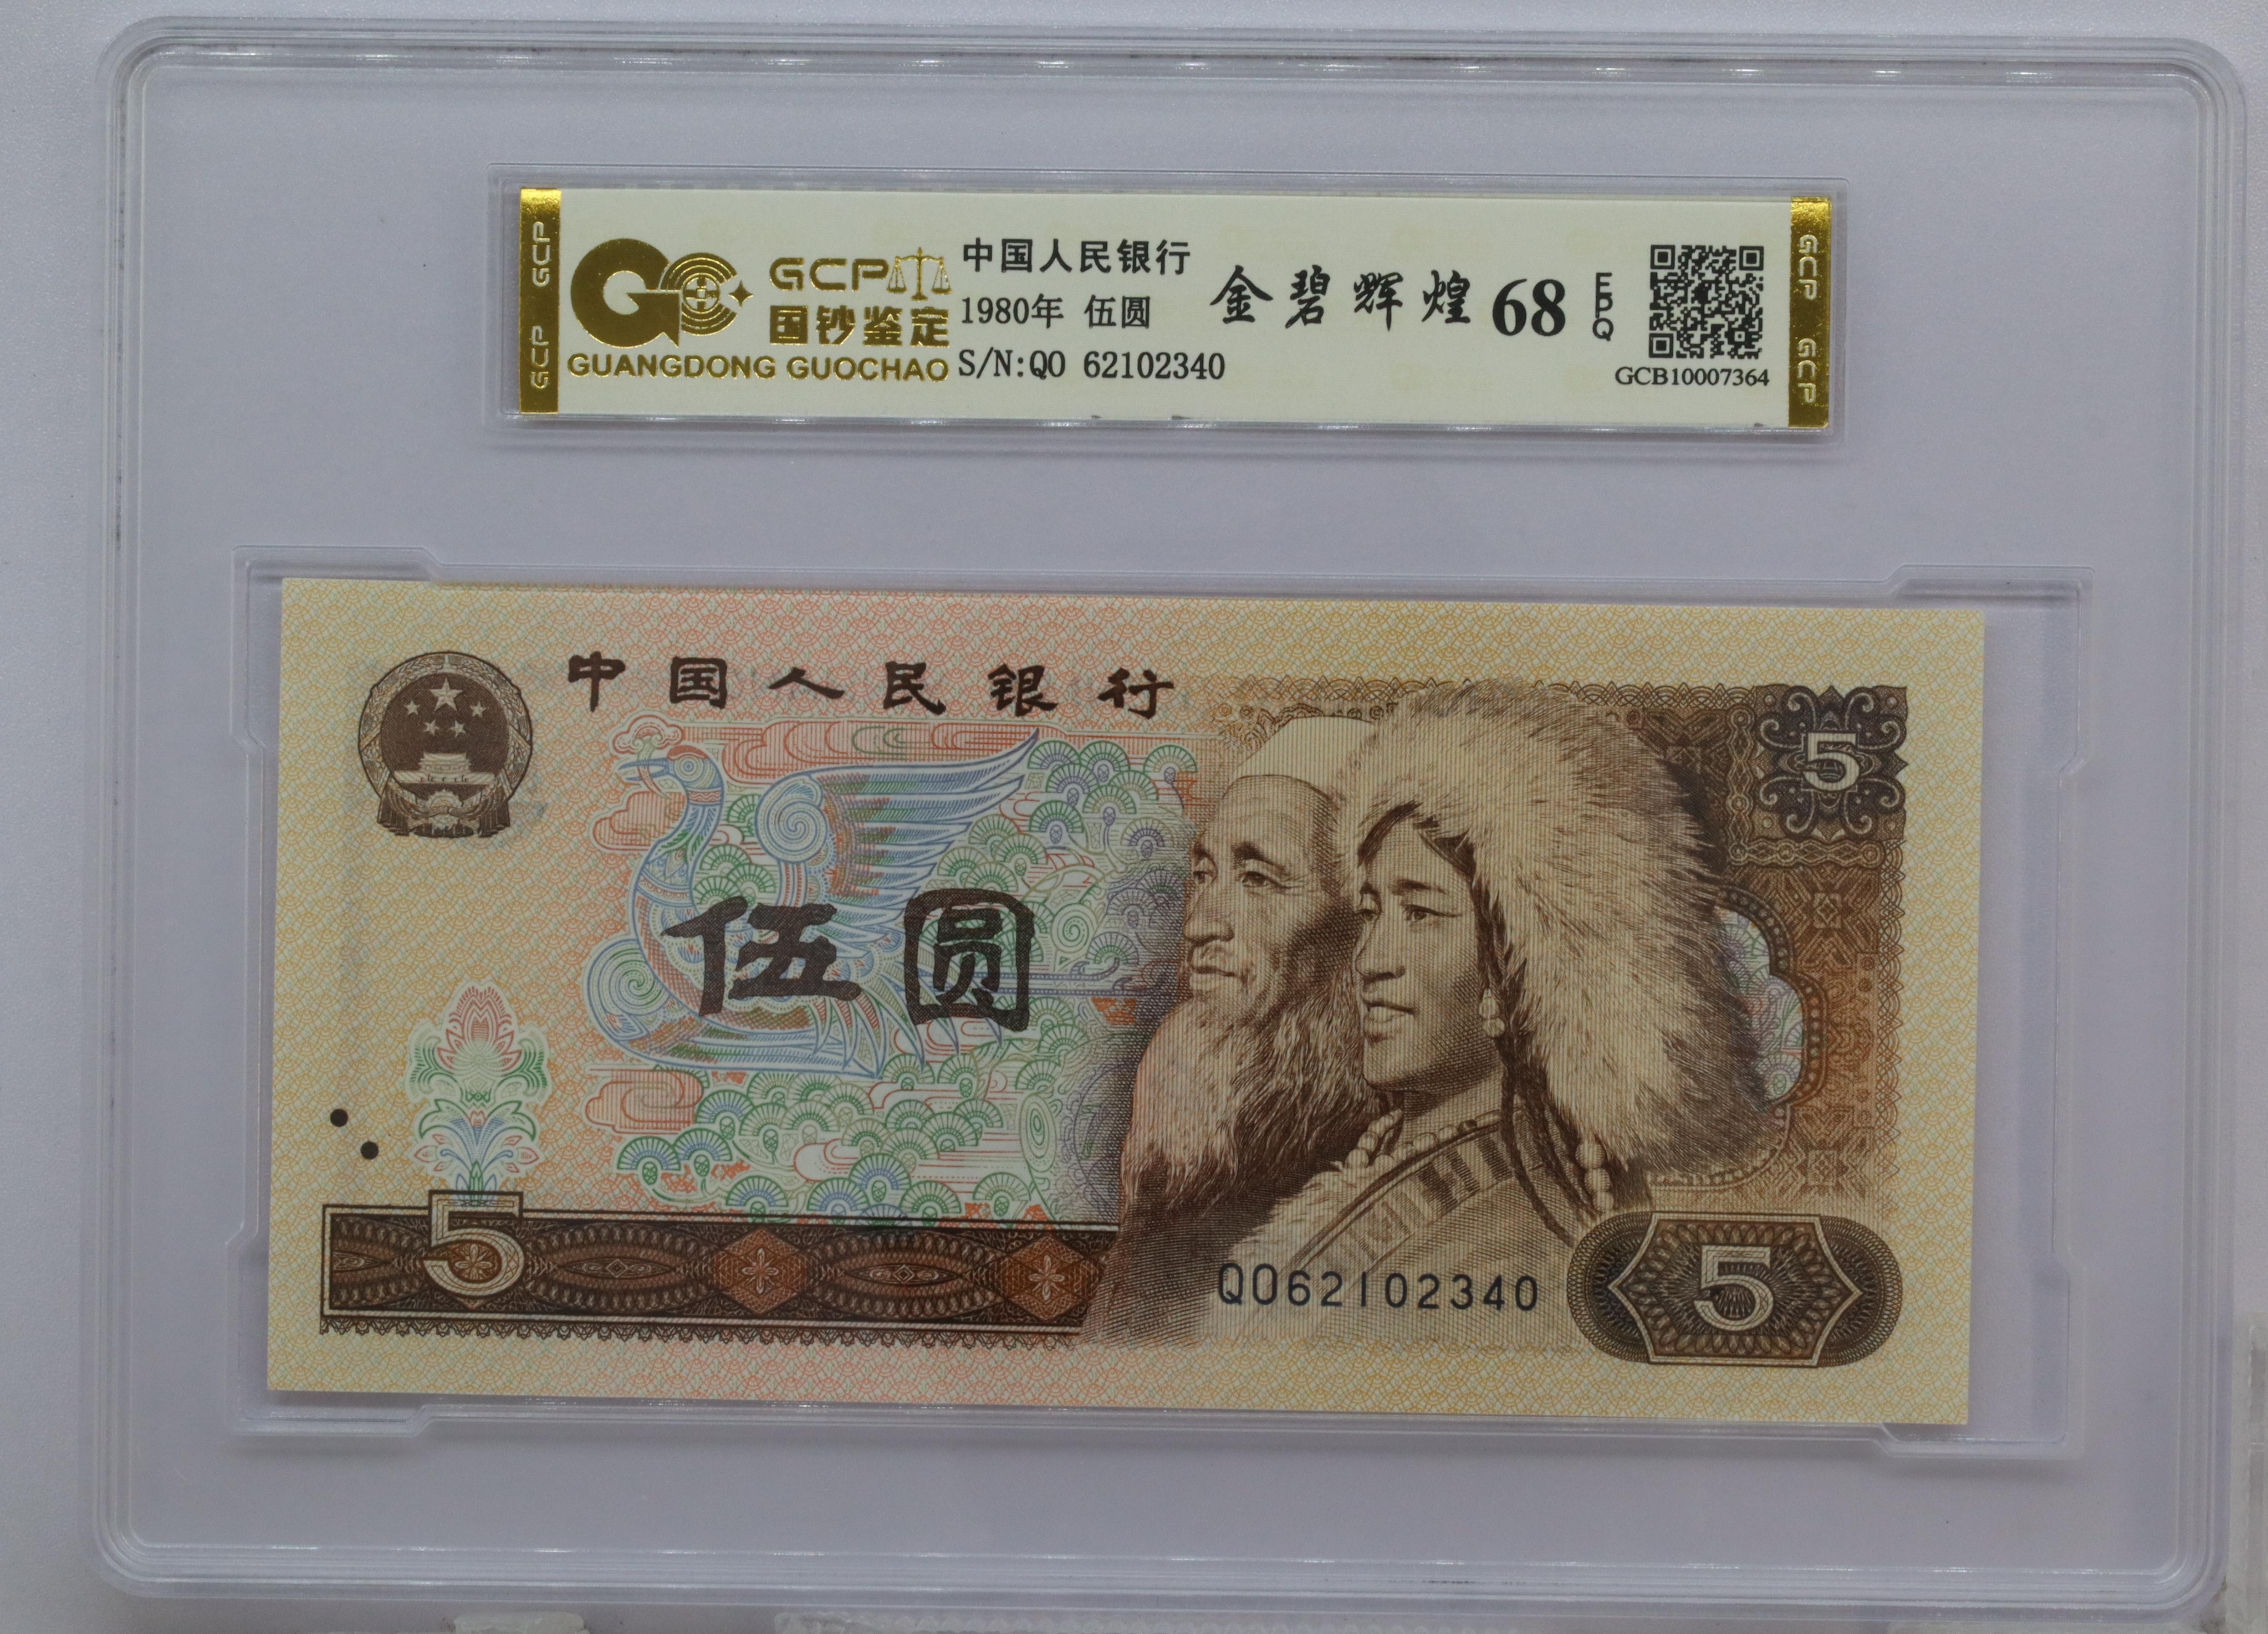 GCP GCP
GCP
国钞鉴定
GUANGDONG GUOCHAO
中国人民银行
1980年 伍圆
S/N:QO 62102340
金碧辉煌 68 EPQ
GCB10007364
GCP GCP
中国人民银行
5
伍圆
5
QO62102340
5